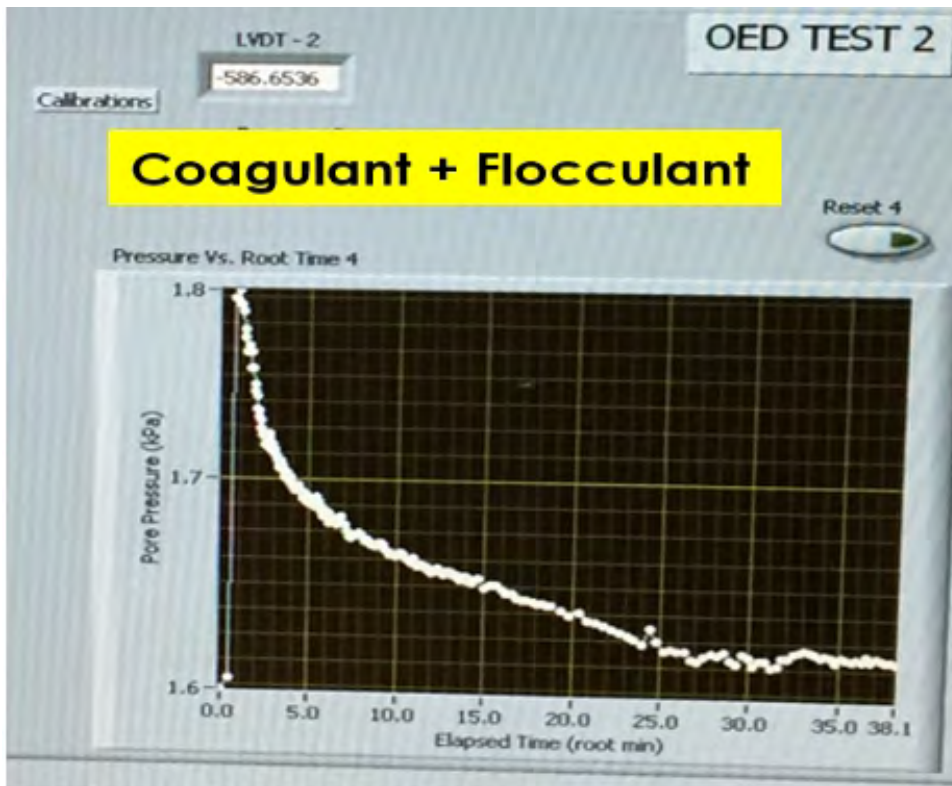 LVDT - 2
OED TEST 2
-586.6536
Calibrations
Coagulant + Flocculant
Reset 4
Pressure Vs. Root Time 4
1.8
1.7
1.6
Pore Pressure (kPa)
0.0 5.0 10.0 15.0 20.0 25.0 30.0 35.0 38.1
Elapsed Time (root min)